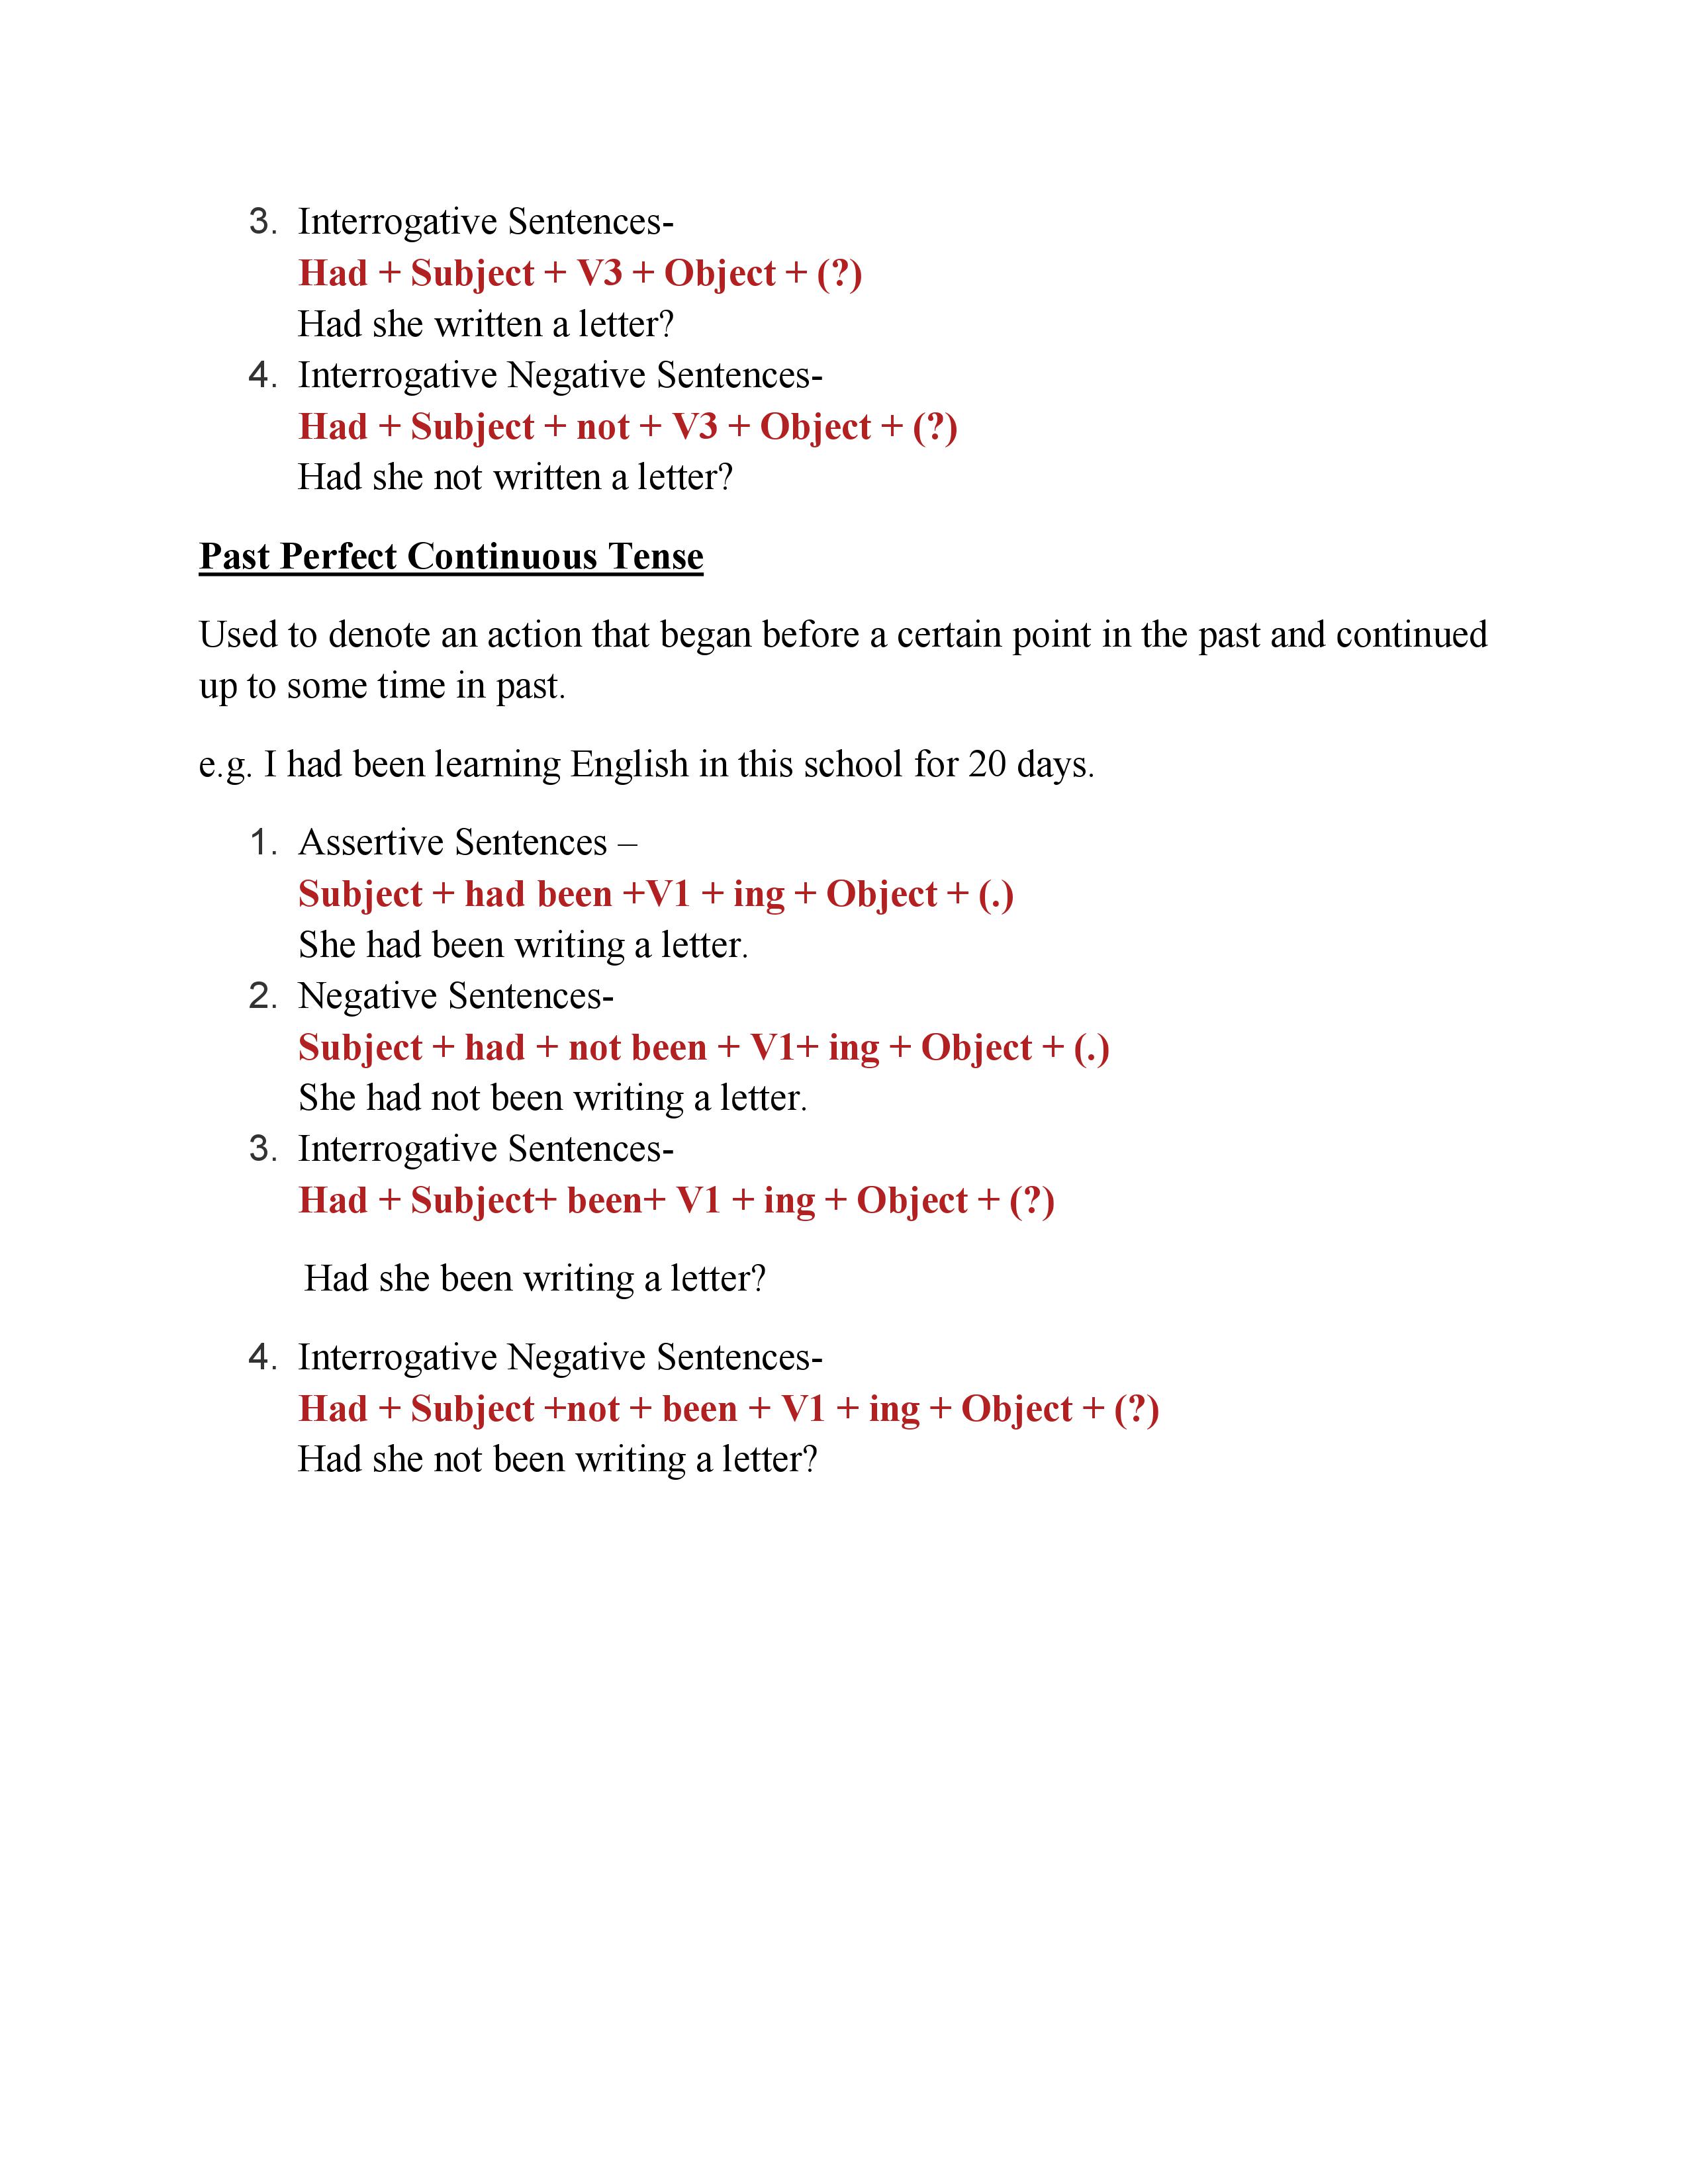 3. Interrogative Sentences-
Had + Subject + V3 + Object + (?)
Had she written a letter?
4. Interrogative Negative Sentences-
Had + Subject + not + V3 + Object + (?)
Had she not written a letter?
Past Perfect Continuous Tense
Used to denote an action that began before a certain point in the past and continued
up to some time in past.
e.g. I had been learning English in this school for 20 days.
1. Assertive Sentences –
Subject + had been +V1 + ing + Object + (.)
She had been writing a letter.
2. Negative Sentences-
Subject + had + not been + V1+ ing + Object + (.)
She had not been writing a letter.
3. Interrogative Sentences-
Had + Subject+ been+ V1 + ing + Object + (?)
Had she been writing a letter?
4. Interrogative Negative Sentences-
Had + Subject +not + been + V1 + ing + Object + (?)
Had she not been writing a letter?